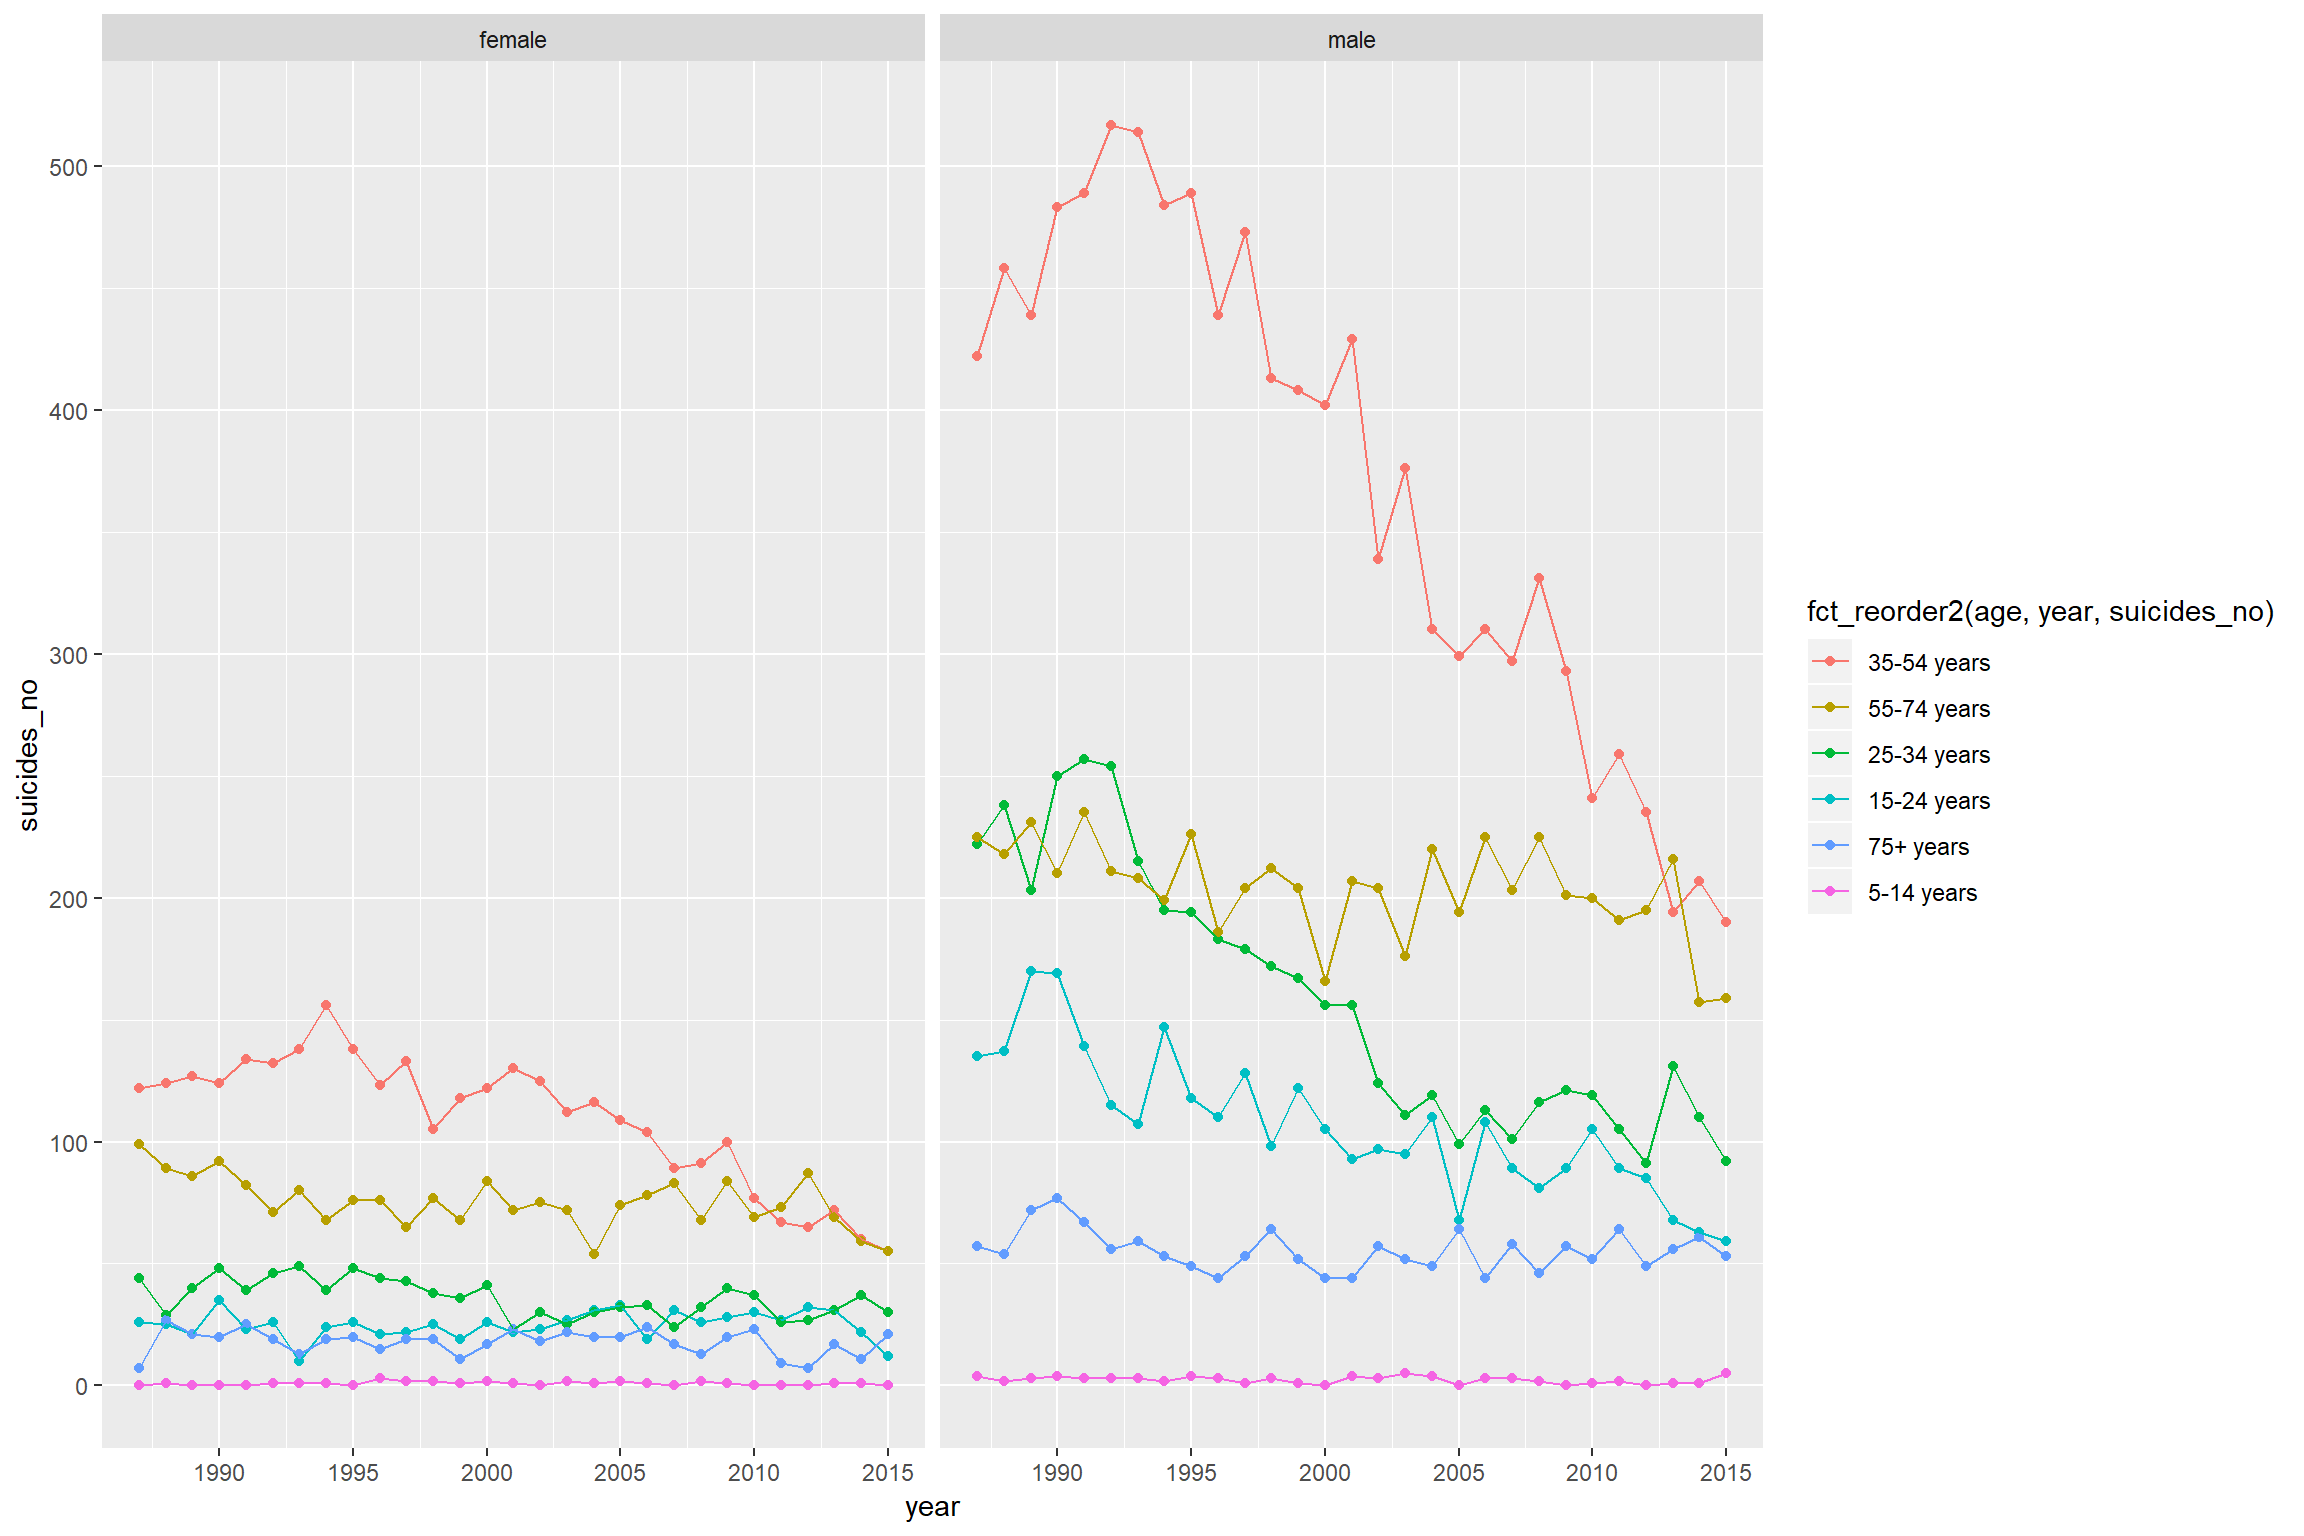 female
male
500
400
300
200
100
0
suicides_no
1990 1995 2000 2005 2010 2015
1990 1995 2000 2005 2010 2015
year
fct_reorder2(age, year, suicides_no)
35-54 years
55-74 years
25-34 years
15-24 years
75+ years
5-14 years